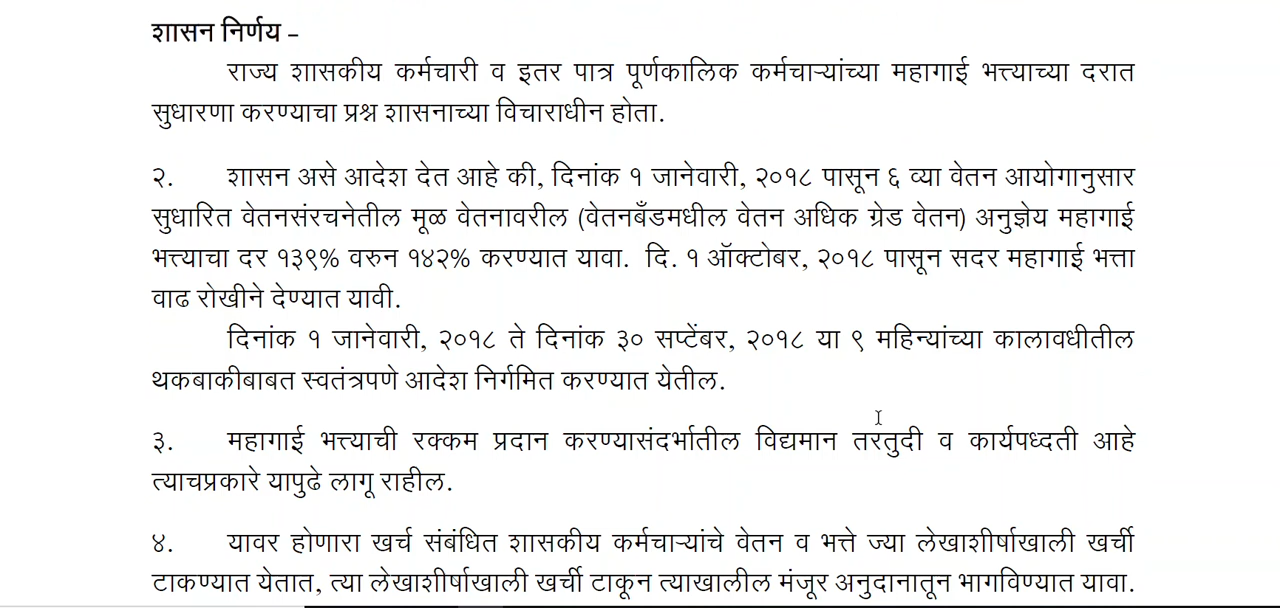 शासन निर्णय –
राज्य शासकीय कर्मचारी व इतर पात्र पूर्णकालिक कर्मचाऱ्यांच्या महागाई भत्त्याच्या दरात
सुधारणा करण्याचा प्रश्न शासनाच्या विचाराधीन होता.
२. शासन असे आदेश देत आहे की, दिनांक १ जानेवारी, २०१८ पासून ६ व्या वेतन आयोगानुसार
सुधारित वेतनसंरचनेतील मूळ वेतनावरील (वेतनबँडमधील वेतन अधिक ग्रेड वेतन) अनुज्ञेय महागाई
भत्त्याचा दर १३९% वरुन १४२% करण्यात यावा. दि. १ ऑक्टोबर, २०१८ पासून सदर महागाई भत्ता
वाढ रोखीने देण्यात यावी.
दिनांक १ जानेवारी, २०१८ ते दिनांक ३० सप्टेंबर, २०१८ या ९ महिन्यांच्या कालावधीतील
थकबाकीबाबत स्वतंत्रपणे आदेश निर्गमित करण्यात येतील.
३. महागाई भत्त्याची रक्कम प्रदान करण्यासंदर्भातील विद्यमान तरतुदी व कार्यपध्दती आहे
त्याचप्रकारे यापुढे लागू राहील.
४. यावर होणारा खर्च संबंधित शासकीय कर्मचाऱ्यांचे वेतन व भत्ते ज्या लेखाशीर्षाखाली खर्ची
टाकण्यात येतात, त्या लेखाशीर्षाखाली खर्ची टाकून त्याखालील मंजूर अनुदानातून भागविण्यात यावा.